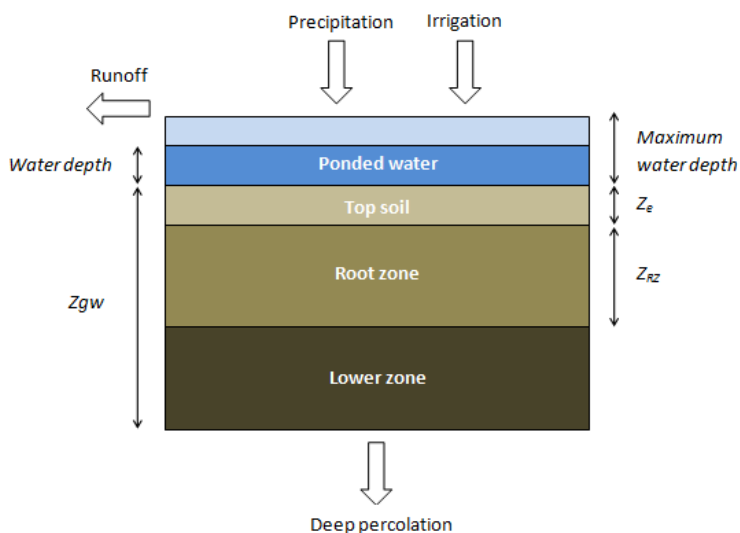 Precipitation
Irrigation
Runoff
Water depth
Ponded water
Maximum
water depth
Top soil
Ze
Root zone
ZRZ
Zgw
Lower zone
Deep percolation